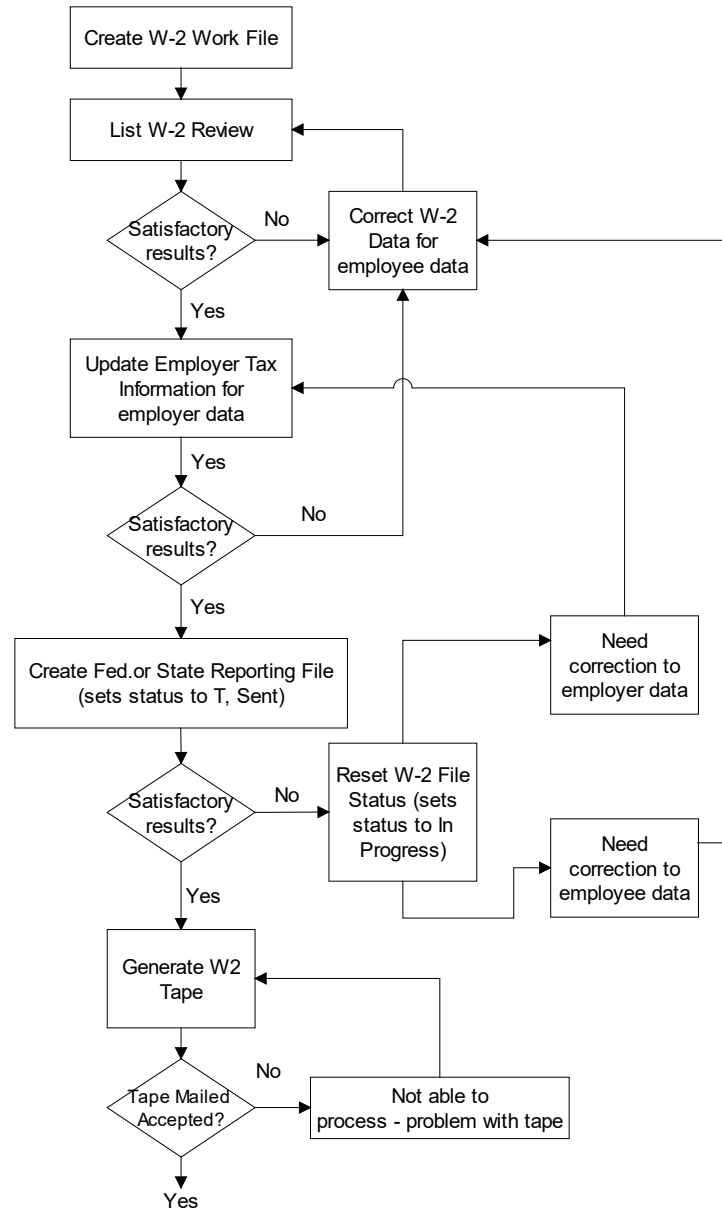 Create W-2 Work File
List W-2 Review
Satisfactory
results?
No
Correct W-2
Data for
employee data
Yes
Update Employer Tax
Information for
employer data
Yes
Satisfactory
results?
No
Yes
Create Fed.or State Reporting File
(sets status to T, Sent)
Need
correction to
employer data
Satisfactory
results?
No
Reset W-2 File
Status (sets
status to In
Progress)
Need
correction to
employee data
Yes
Generate W2
Tape
Tape Mailed
Accepted?
No
Not able to
process - problem with tape
Yes